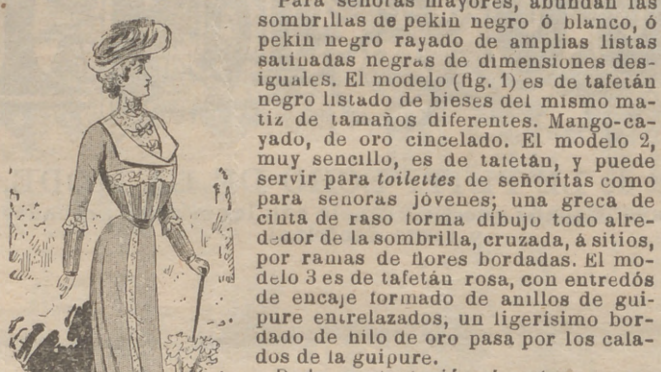 Para señoras mayores, abundan las
sombrillas de pekin negro ó blanco, ó
pekin negro rayado de amplias listas
satinadas negras de dimensiones des-
iguales. El modelo (fig. 1) es de tafetán
negro listado de bieses del mismo ma-
tiz de tamaños diferentes. Mango-ca-
yado, de oro cincelado. El modelo 2,
muy sencillo, es de tafetán, y puede
servir para toilettes de señoritas como
para señoras jóvenes; una greca de
cinta de raso forma dibujo todo alre-
dedor de la sombrilla, cruzada, á sitios,
por ramas de flores bordadas. El mo-
delo 3 es de tafetán rosa, con entredós
de encaje formado de anillos de gui-
pure entrelazados, un ligerisimo bor-
dado de hilo de oro pasa por los cala-
dos de la guipure.